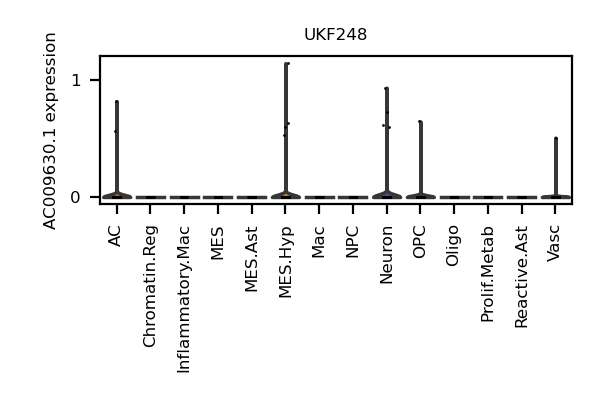 UKF248
AC009630.1 expression
1
0
AC
Chromatin.Reg
Inflammatory.Mac
MES
MES.Ast
MES.Hyp
Mac
NPC
Neuron
OPC
Oligo
Prolif.Metab
Reactive.Ast
Vasc